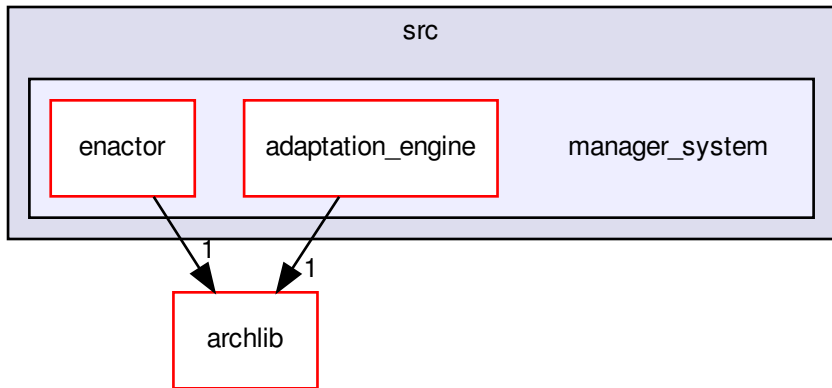 src
enactor
adaptation_engine
manager_system
1
1
archlib